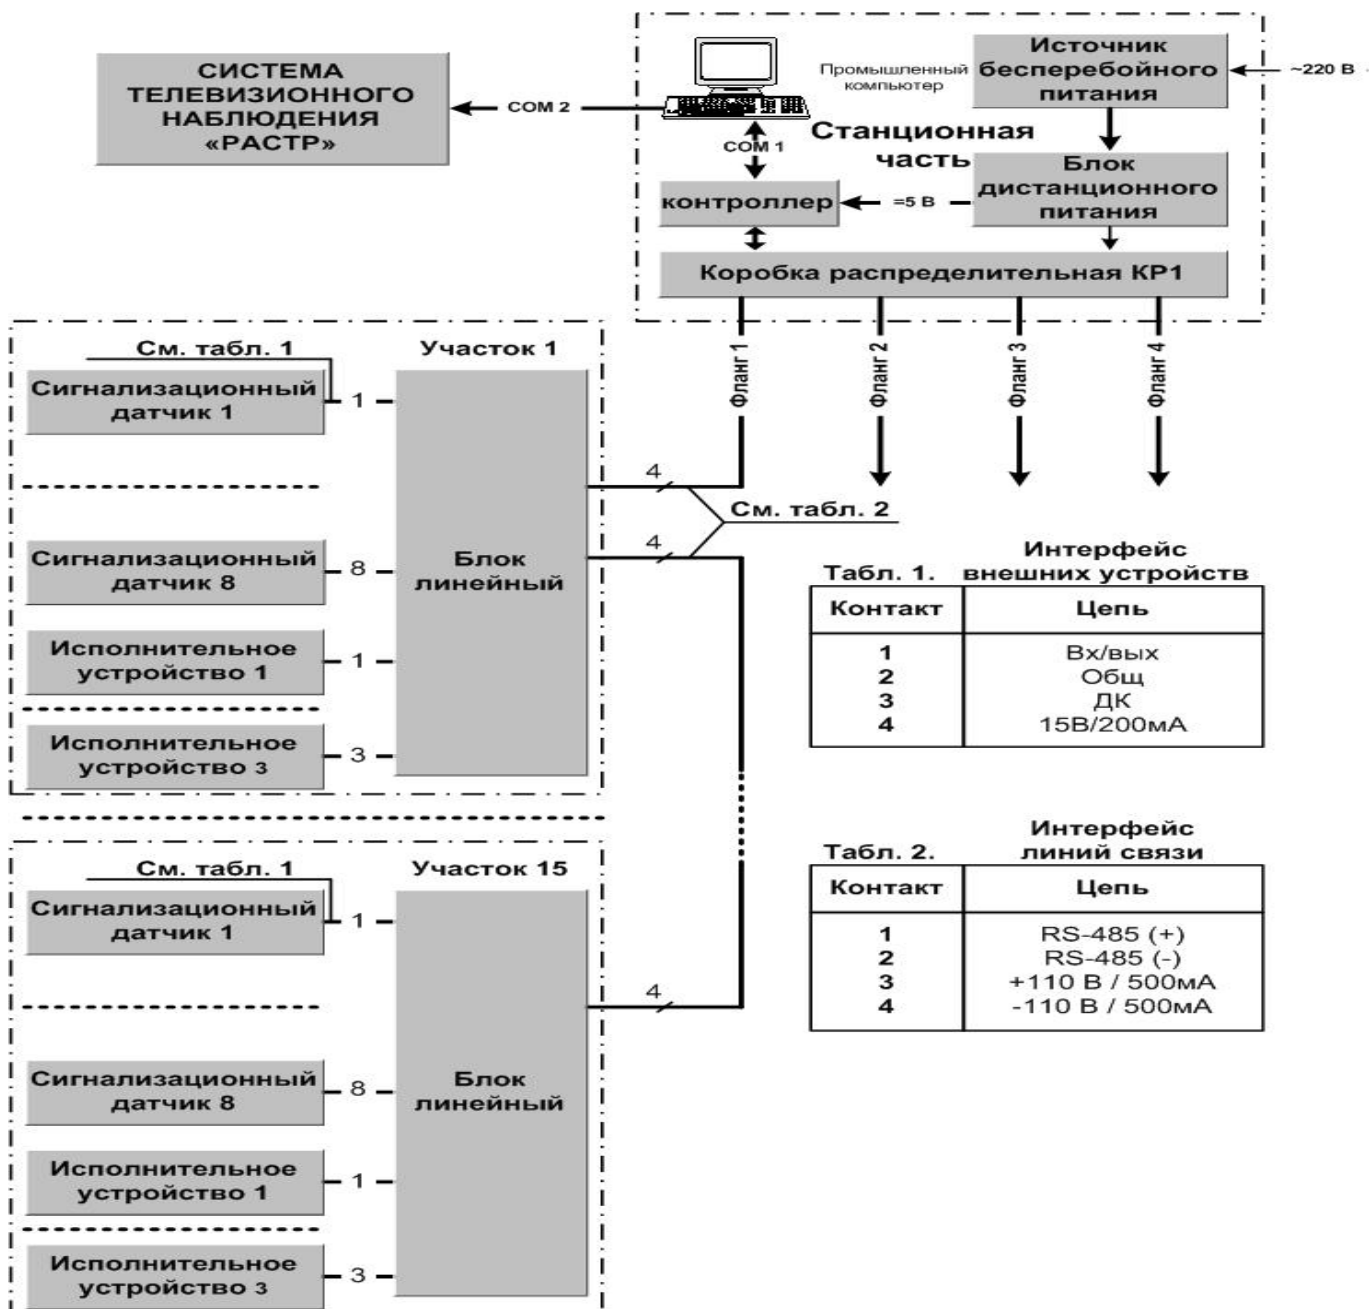 СИСТЕМА
ТЕЛЕВИЗИОННОГО
НАБЛЮДЕНИЯ
«РАСТР»
COM 2
Промышленный
компьютер
Источник
бесперебойного
питания
~220 В
COM 1
Станционная
часть
контроллер
=5 В
Блок
дистанционного
питания
Коробка распределительная КР1
Фланг 1
Фланг 2
Фланг 3
Фланг 4
См. табл. 1
Участок 1
Сигнализационный
датчик 1
1
Сигнализационный
датчик 8
8
Исполнительное
устройство 1
1
Исполнительное
устройство 3
3
Блок
линейный
4
4
См. табл. 2
Интерфейс
Табл. 1. внешних устройств
Контакт Цепь
1 Вх/вых
2 Общ
3 ДК
4 15В/200мА
См. табл. 1
Участок 15
Сигнализационный
датчик 1
1
Сигнализационный
датчик 8
8
Исполнительное
устройство 1
1
Исполнительное
устройство 3
3
Блок
линейный
4
Интерфейс
Табл. 2. линий связи
Контакт Цепь
1 RS-485 (+)
2 RS-485 (-)
3 +110 В / 500мА
4 -110 В / 500мА